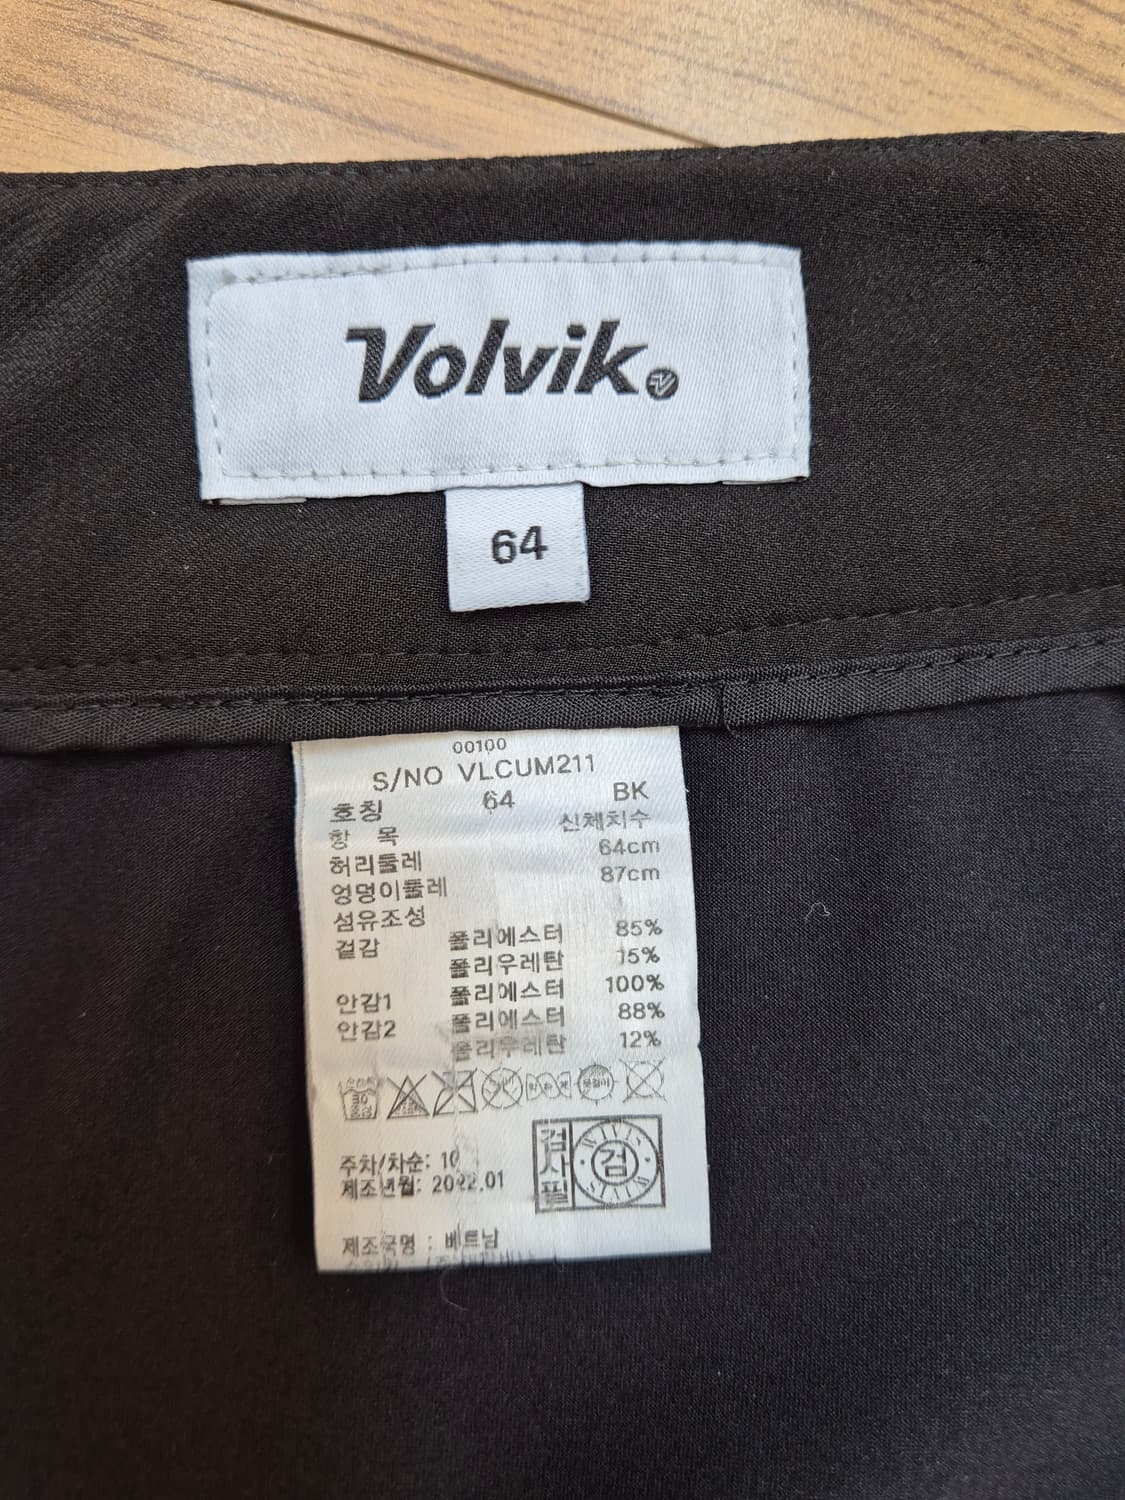 Volvik.
64
00100
S/NO VLCUM211
호칭 64 BK
항 목 신체치수
허리둘레 64cm
엉덩이둘레 87cm
섬유조성
겉감 폴리에스터 85%
폴리우레탄 15%
안감1 폴리에스터 100%
안감2 폴리에스터 88%
폴리우레탄 12%
30
중성
주차/차순: 10
제조년월: 2022.01
검사필
검
제조국명 : 베트남